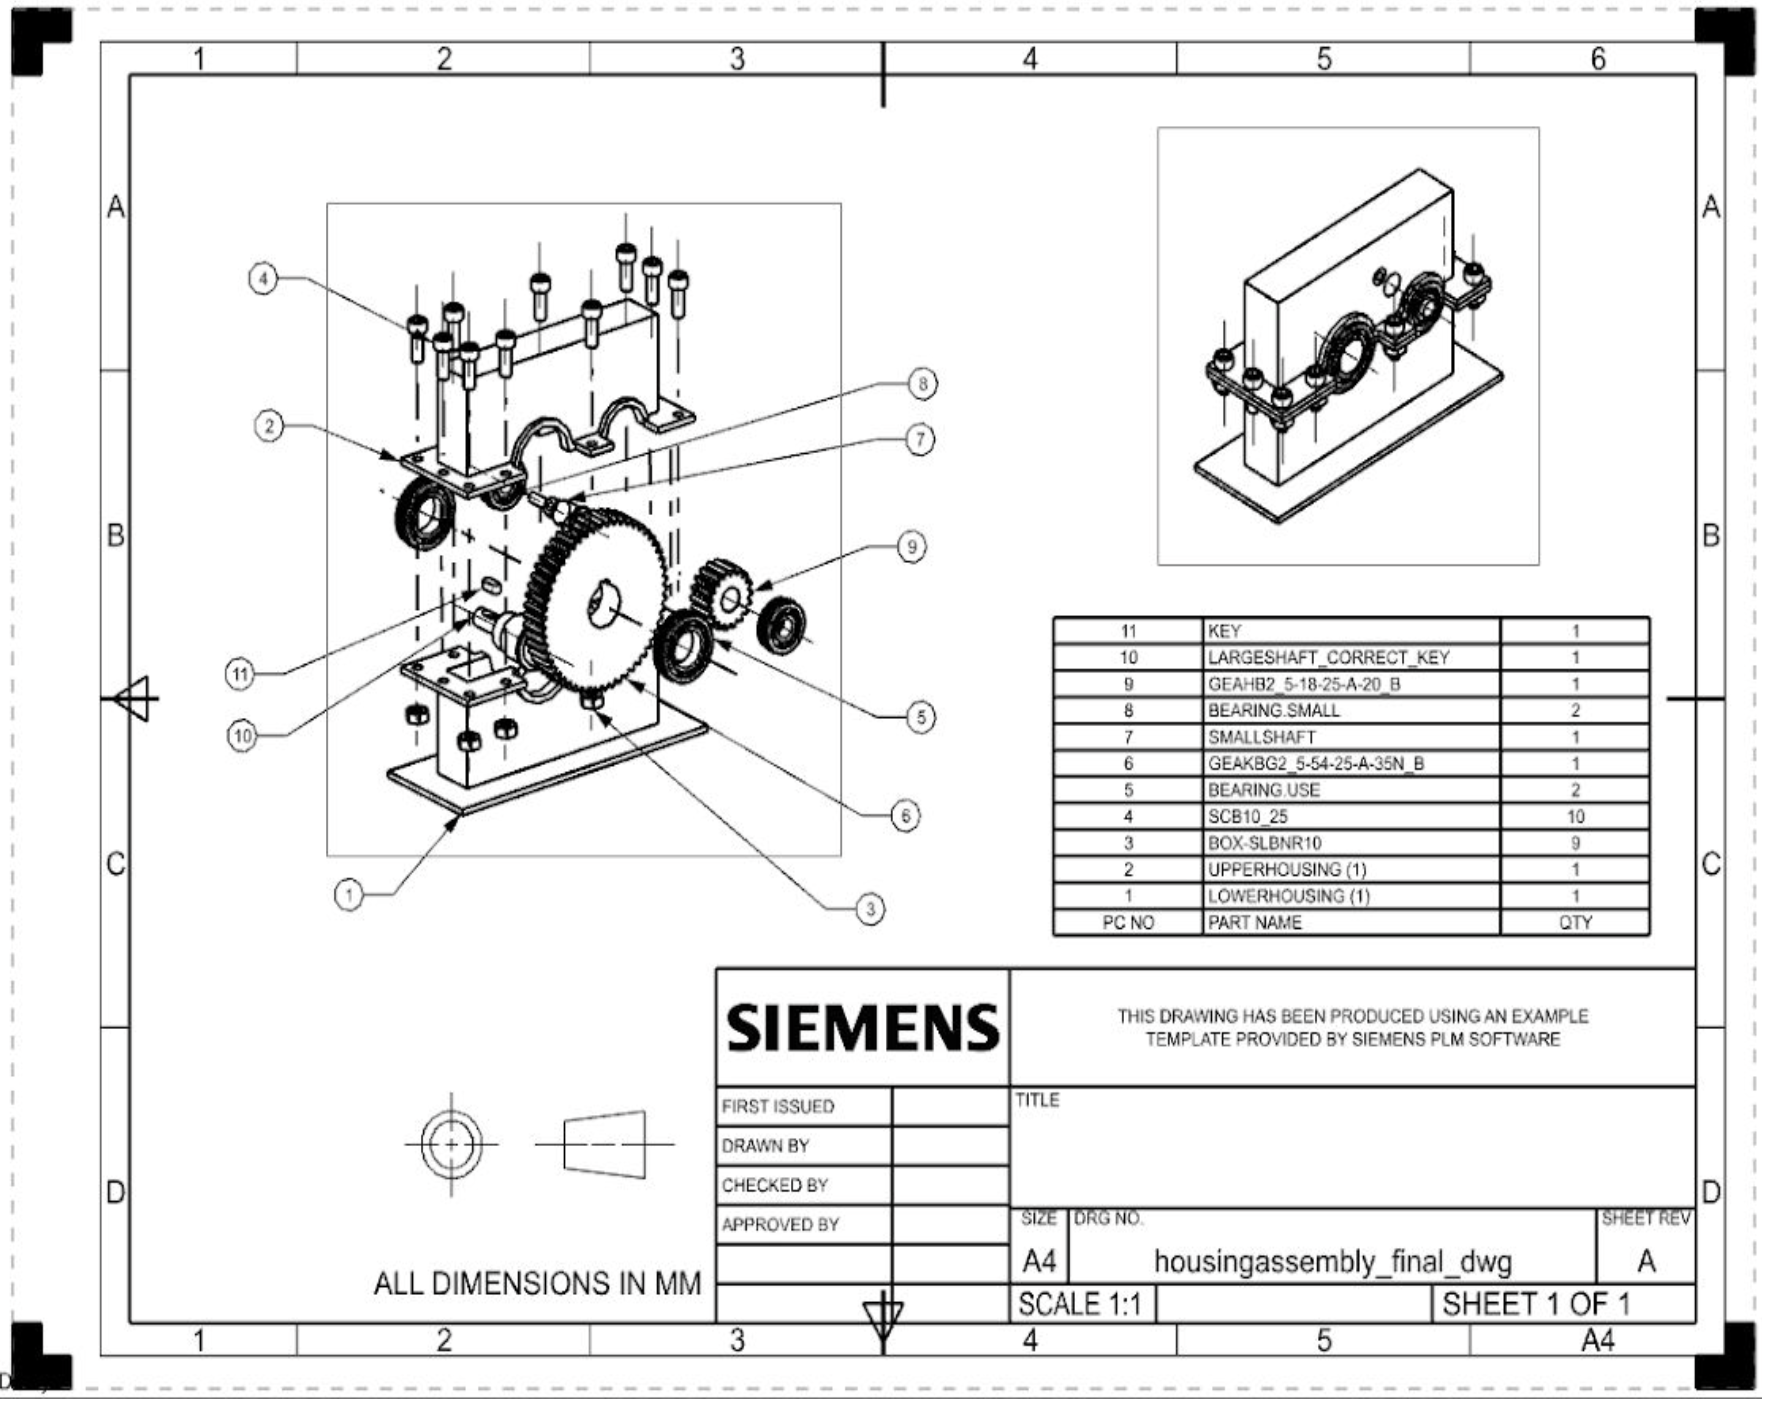 1 2 3 4 5 6
A A
4
8
2
7
B B
9
11
10
5
6
1
3
11 KEY 1
10 LARGESHAFT_CORRECT_KEY 1
9 GEAHB2_5-18-25-A-20_B 1
8 BEARING.SMALL 2
7 SMALLSHAFT 1
6 GEAKBG2_5-54-25-A-35N_B 1
5 BEARING.USE 2
4 SCB10_25 10
3 BOX-SLBNR10 9
2 UPPERHOUSING (1) 1
1 LOWERHOUSING (1) 1
PC NO PART NAME QTY
C C
SIEMENS
THIS DRAWING HAS BEEN PRODUCED USING AN EXAMPLE
TEMPLATE PROVIDED BY SIEMENS PLM SOFTWARE
FIRST ISSUED
DRAWN BY
CHECKED BY
APPROVED BY
TITLE
D D
SIZE DRG NO. SHEET REV
A4 housingassembly_final_dwg A
SCALE 1:1 SHEET 1 OF 1
ALL DIMENSIONS IN MM
1 2 3 4 5 A4